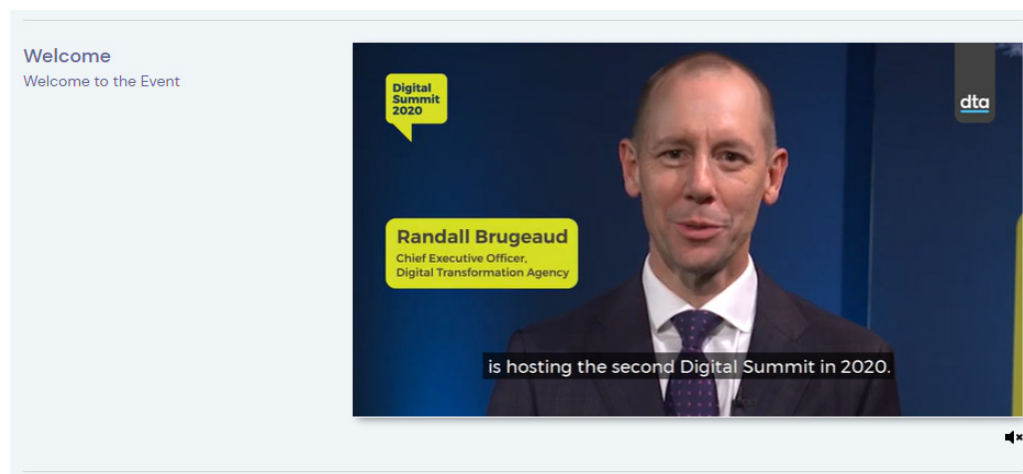 Welcome
Welcome to the Event
Digital
Summit
2020
dta
Randall Brugeaud
Chief Executive Officer,
Digital Transformation Agency
is hosting the second Digital Summit in 2020.